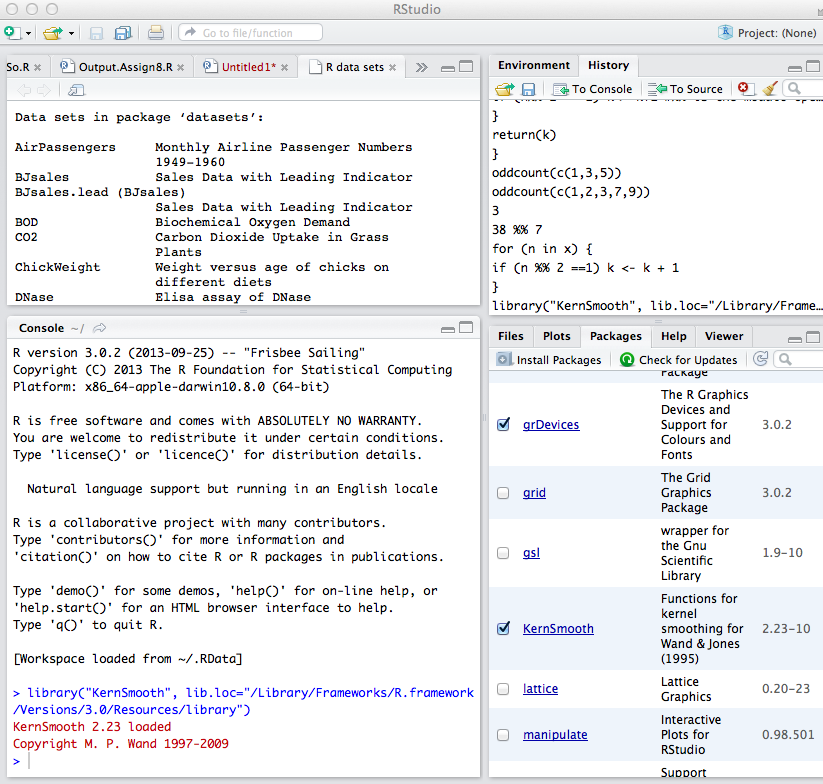 RStudio
Go to file/function
Project: (None)
So.R
Output.Assign8.R
Untitled1*
R data sets
Data sets in package ‘datasets’:
AirPassengers Monthly Airline Passenger Numbers
1949-1960
BJsales Sales Data with Leading Indicator
BJsales.lead (BJsales)
Sales Data with Leading Indicator
BOD Biochemical Oxygen Demand
CO2 Carbon Dioxide Uptake in Grass
Plants
ChickWeight Weight versus age of chicks on
different diets
DNase Elisa assay of DNase
Console ~/
R version 3.0.2 (2013-09-25) -- "Frisbee Sailing"
Copyright (C) 2013 The R Foundation for Statistical Computing
Platform: x86_64-apple-darwin10.8.0 (64-bit)
R is free software and comes with ABSOLUTELY NO WARRANTY.
You are welcome to redistribute it under certain conditions.
Type 'license()' or 'licence()' for distribution details.
Natural language support but running in an English locale
R is a collaborative project with many contributors.
Type 'contributors()' for more information and
'citation()' on how to cite R or R packages in publications.
Type 'demo()' for some demos, 'help()' for on-line help, or
'help.start()' for an HTML browser interface to help.
Type 'q()' to quit R.
[Workspace loaded from ~/.RData]
> library("KernSmooth", lib.loc="/Library/Frameworks/R.framework
/Versions/3.0/Resources/library")
KernSmooth 2.23 loaded
Copyright M. P. Wand 1997-2009
>
Environment History
To Console To Source
}
return(k)
}
oddcount(c(1,3,5))
oddcount(c(1,2,3,7,9))
3
38 %% 7
for (n in x) {
if (n %% 2 ==1) k <- k + 1
}
library("KernSmooth", lib.loc="/Library/Frame…
Files Plots Packages Help Viewer
Install Packages Check for Updates
Package
grDevices The R Graphics Devices and Support for Colours and Fonts 3.0.2
grid The Grid Graphics Package 3.0.2
gsl wrapper for the Gnu Scientific Library 1.9-10
KernSmooth Functions for kernel smoothing for Wand & Jones (1995) 2.23-10
lattice Lattice Graphics 0.20-23
manipulate Interactive Plots for RStudio 0.98.501
Support